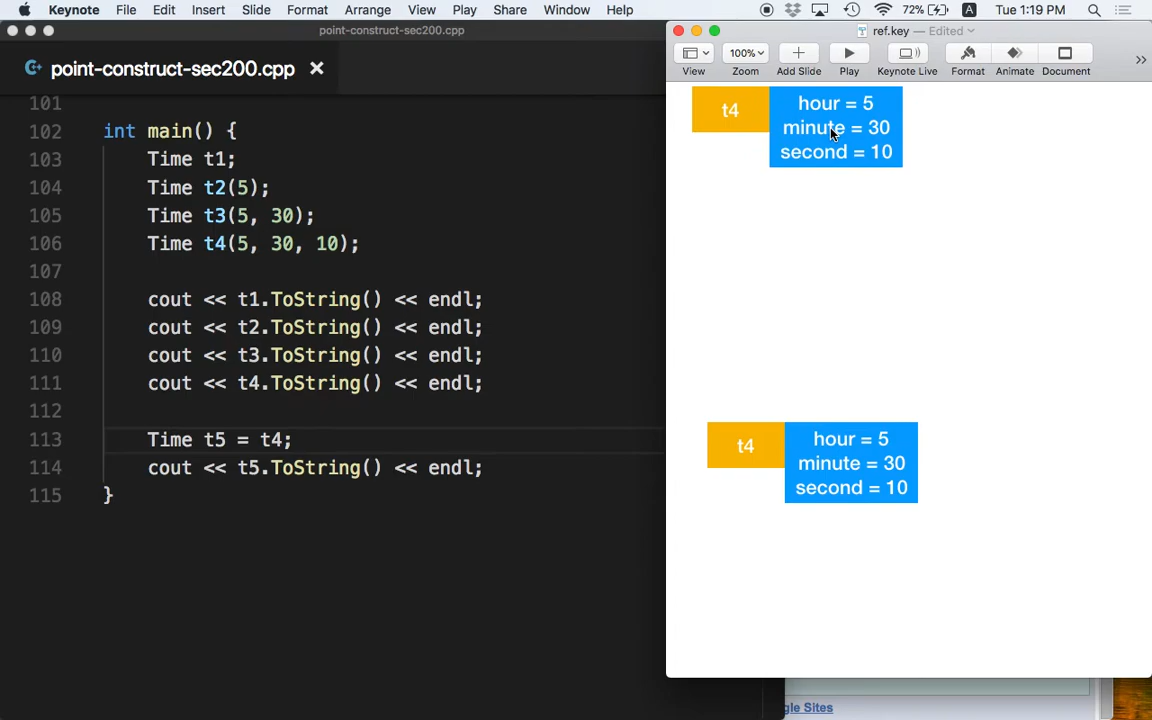 Keynote File Edit Insert Slide Format Arrange View Play Share Window Help 72% A Tue 1:19 PM
point-construct-sec200.cpp
ref.key — Edited
point-construct-sec200.cpp
100%
View Zoom Add Slide Play Keynote Live Format Animate Document
101
102 int main() {
103 Time t1;
104 Time t2(5);
105 Time t3(5, 30);
106 Time t4(5, 30, 10);
107
108 cout << t1.ToString() << endl;
109 cout << t2.ToString() << endl;
110 cout << t3.ToString() << endl;
111 cout << t4.ToString() << endl;
112
113 Time t5 = t4;
114 cout << t5.ToString() << endl;
115 }
t4
hour = 5
minute = 30
second = 10
t4
hour = 5
minute = 30
second = 10
gle Sites